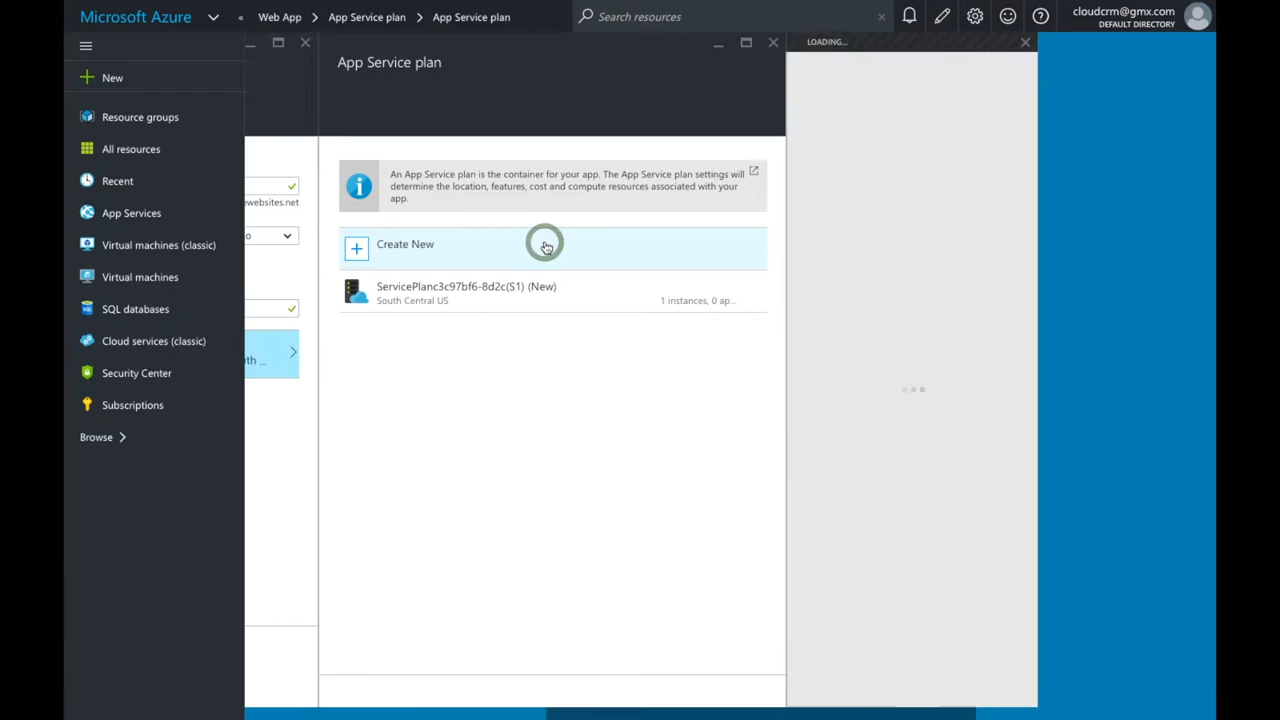 Microsoft Azure
«
Web App
App Service plan
App Service plan
Search resources
cloudcrm@gmx.com
DEFAULT DIRECTORY
New
Resource groups
All resources
Recent
App Services
Virtual machines (classic)
Virtual machines
SQL databases
Cloud services (classic)
Security Center
Subscriptions
Browse
ewebsites.net
o
uth ...
App Service plan
An App Service plan is the container for your app. The App Service plan settings will
determine the location, features, cost and compute resources associated with your
app.
Create New
ServicePlanc3c97bf6-8d2c(S1) (New)
South Central US
1 instances, 0 ap...
LOADING...